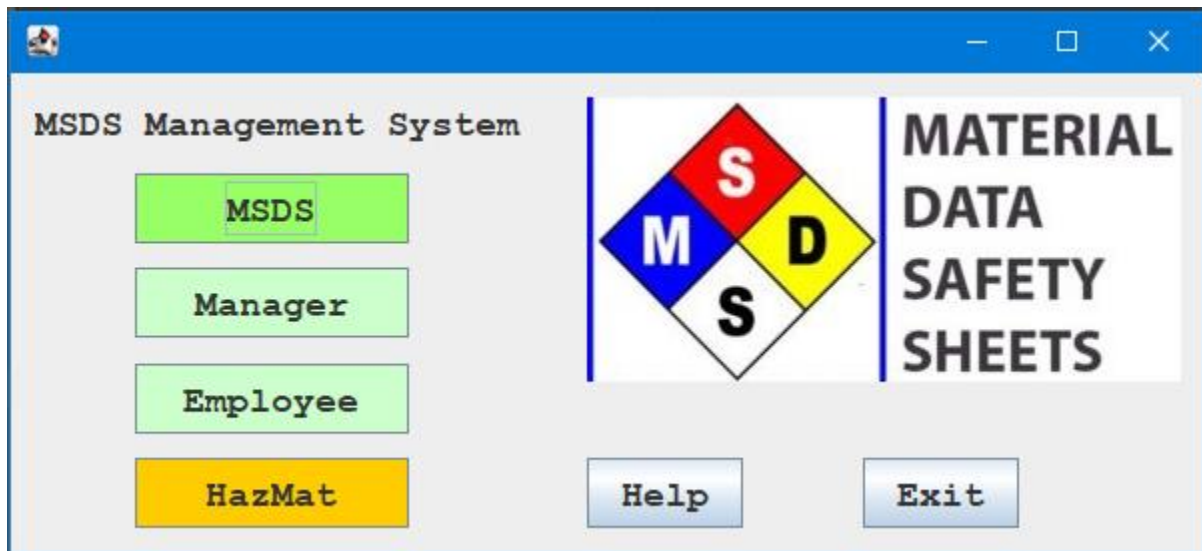 MSDS Management System
MSDS
Manager
Employee
HazMat
S
M D
S
MATERIAL
DATA
SAFETY
SHEETS
Help
Exit